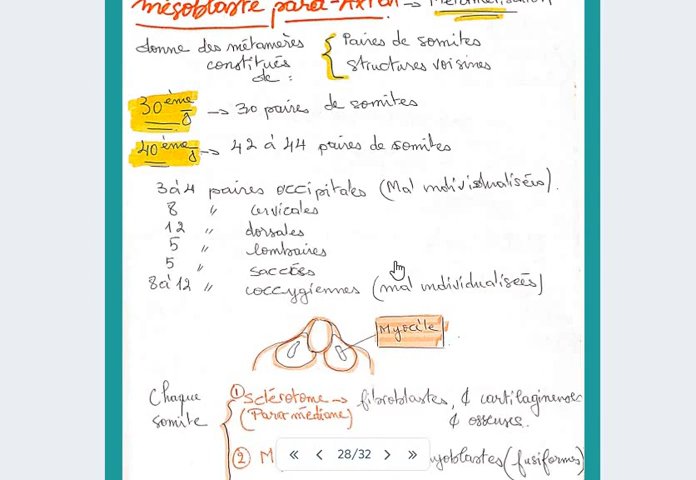 Mésoblaste para-Axial →
donne des métamères constitués de :
Paires de somites
structures voisines
30ème j → 30 paires de somites
40ème j → 42 à 44 paires de somites
3 à 4 paires occipitales (Mal individualisées).
8 " cervicales
12 " dorsales
5 " lombaires
5 " sacrées
8 à 12 " coccygiennes (mal individualisées)
Myocèle
Chaque somite
① Sclérotome → fibroblastes, ȼ cartilagineuses
(Para médiane) ȼ osseuses.
② M yoblastes (fusiformes)
« < 28/32 > »